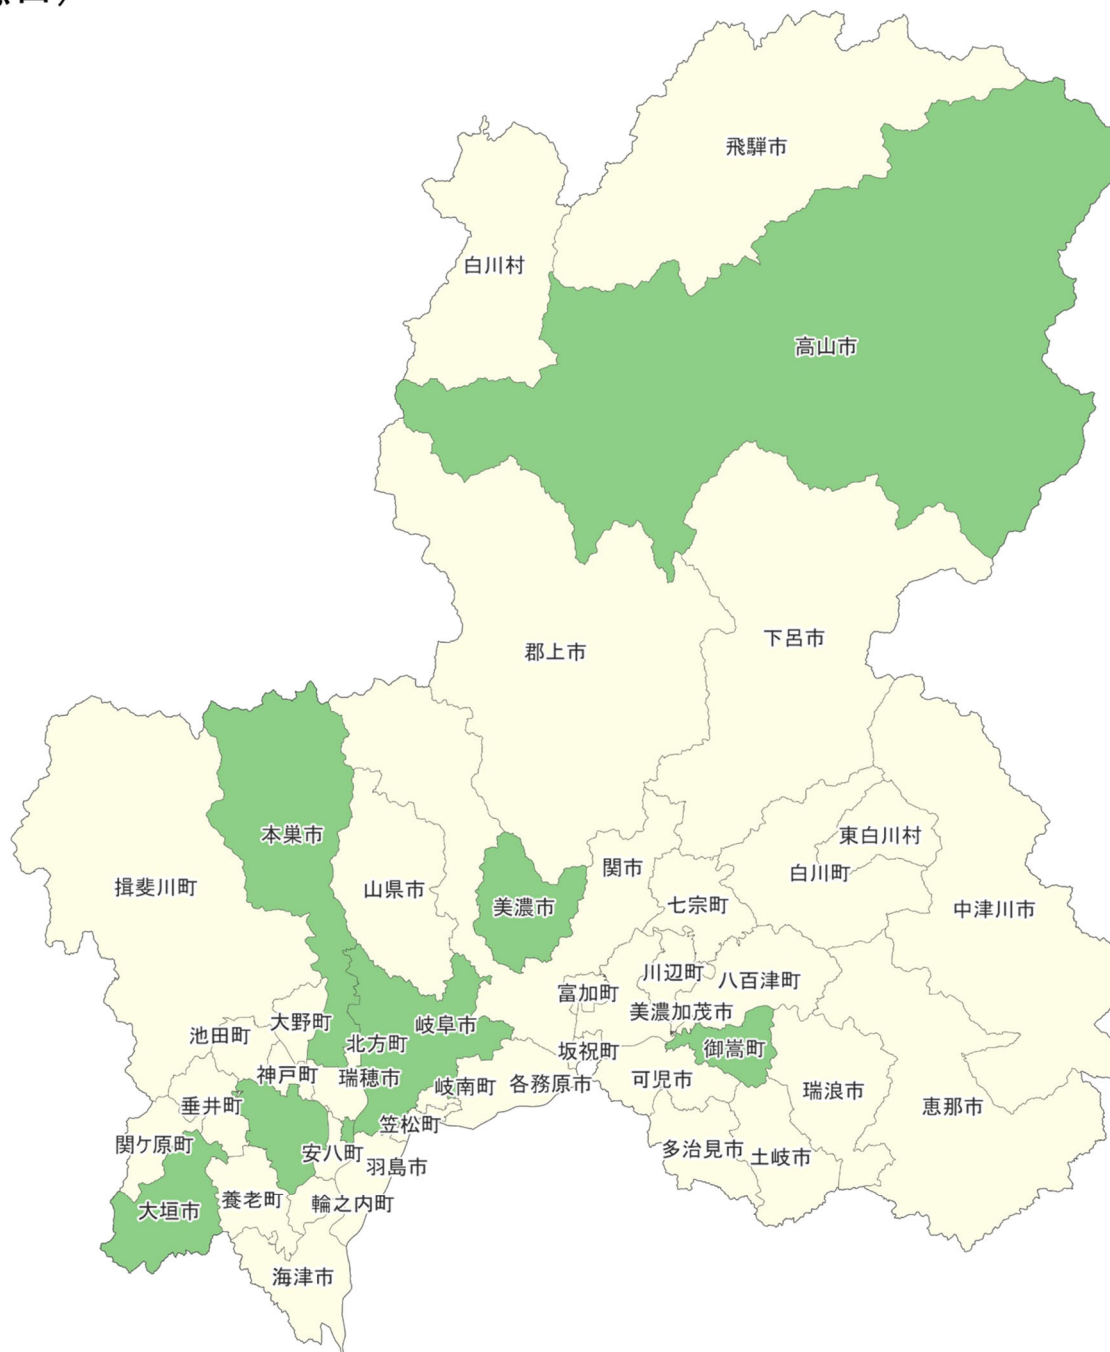 飛騨市
白川村
高山市
下呂市
郡上市
本巣市
東白川村
関市
白川町
揖斐川町
山県市
美濃市
七宗町
中津川市
川辺町
八百津町
富加町
美濃加茂市
大野町
岐阜市
池田町
北方町
御嵩町
坂祝町
神戸町
瑞穂市
可児市
岐南町
各務原市
瑞浪市
垂井町
恵那市
笠松町
関ケ原町
安八町
多治見市
土岐市
羽島市
養老町
輪之内町
大垣市
海津市